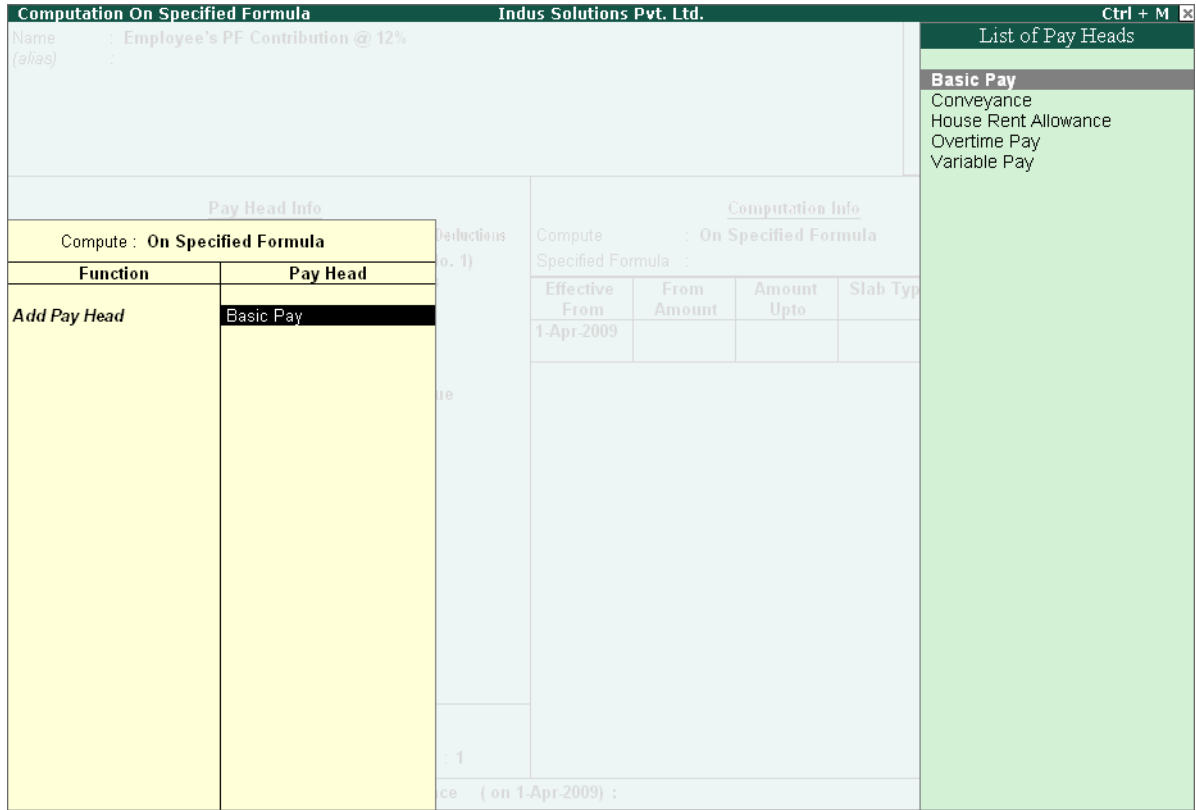 Computation On Specified Formula Indus Solutions Pvt. Ltd. Ctrl + M
Name : Employee's PF Contribution @ 12%
(alias) :
List of Pay Heads
Basic Pay
Conveyance
House Rent Allowance
Overtime Pay
Variable Pay
Pay Head Info
Computation Info
Deductions
o. 1)
ue
: 1
Compute : On Specified Formula
Specified Formula :
Effective From From Amount Amount Upto Slab Typ
1-Apr-2009
Compute : On Specified Formula
Function Pay Head
Add Pay Head Basic Pay
ce ( on 1-Apr-2009) :